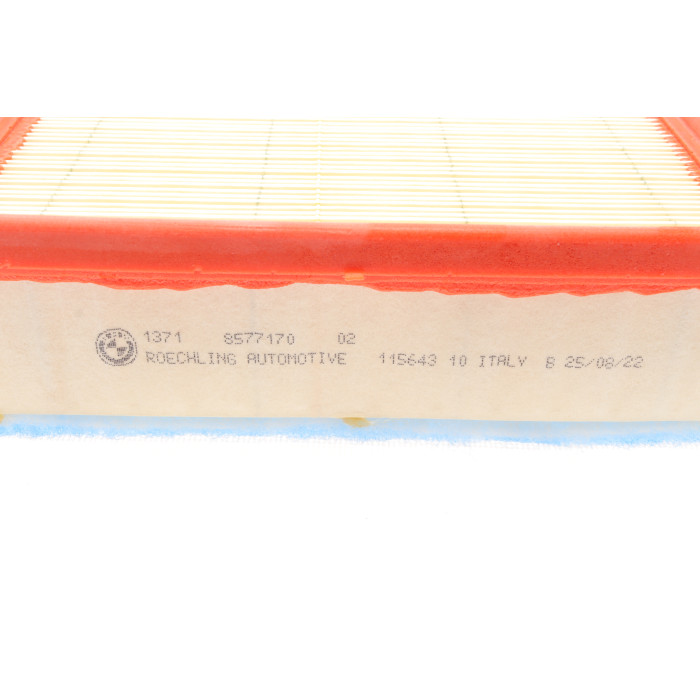 1371 8577170 02
ROECHLING AUTOMOTIVE 115643 10 ITALY B 25/08/22